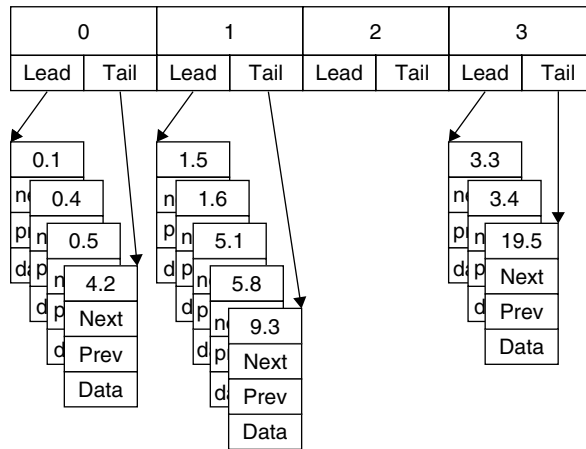 0 1 2 3
Lead Tail Lead Tail Lead Tail Lead Tail
0.1
0.4
0.5
4.2
Next
Prev
Data
1.5
1.6
5.1
5.8
9.3
Next
Prev
Data
3.3
3.4
19.5
Next
Prev
Data